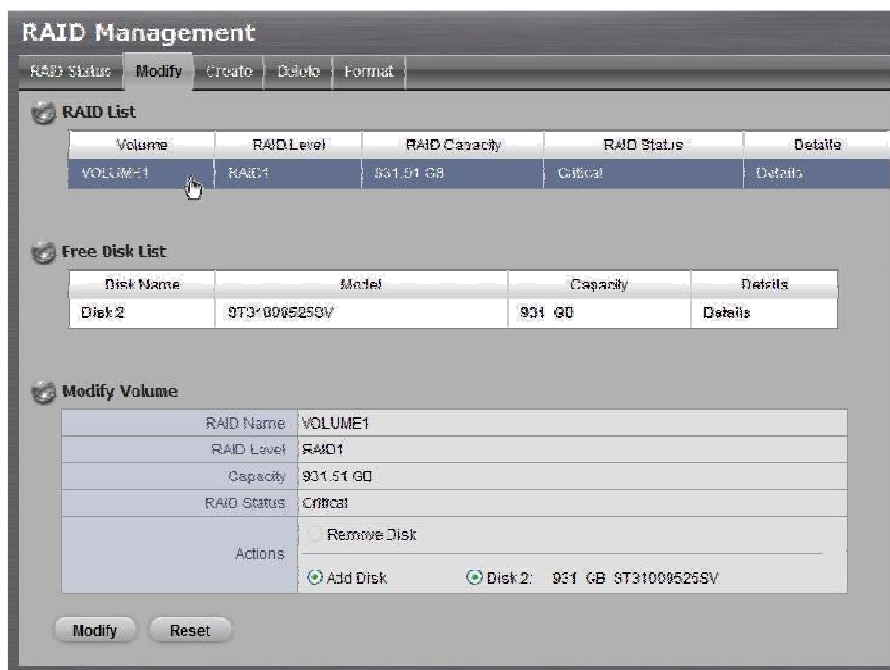 RAID Management
RAID Status Modify Create Delete Format
RAID List
Volume RAID Level RAID Capacity RAID Status Details
VOLUME1 RAID1 931.51 GB Critical Details
Free Disk List
Disk Name Model Capacity Details
Disk 2 931 GB Details
Modify Volume
RAID Name VOLUME1
RAID Level RAID1
Capacity 931.51 GB
RAID Status Critical
Actions Remove Disk
Add Disk Disk 2: 931 GB ST31000525SV
Modify Reset